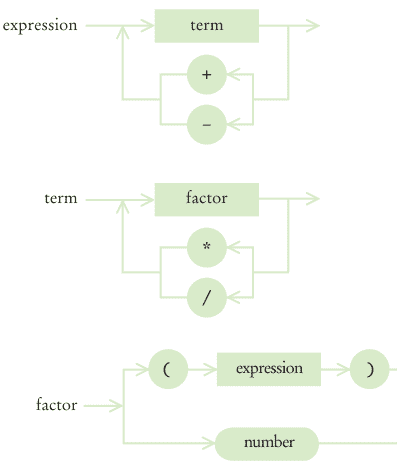 expression term
+
–
term factor
*
/
( expression )
factor
number